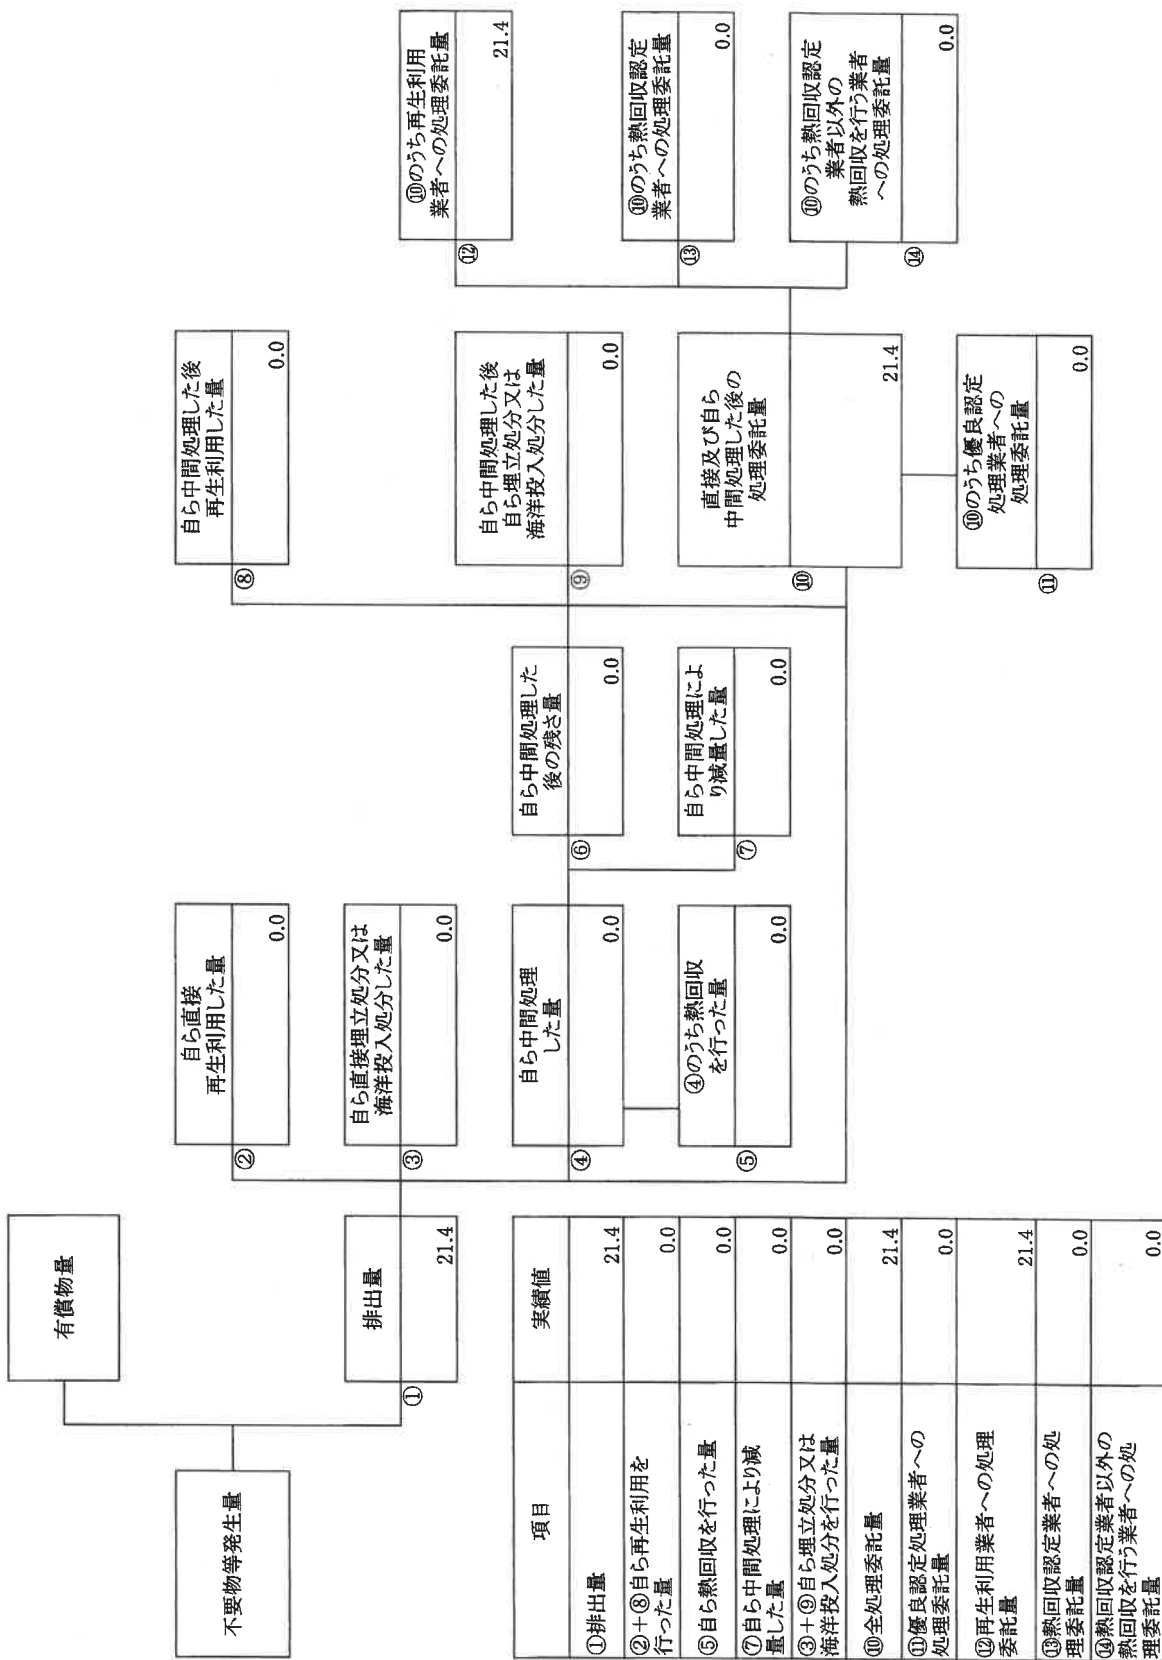 有償物量
不要物等発生量
排出量
①
21.4
自ら直接
再生利用した量
②
0.0
自ら直接埋立処分又は
海洋投入処分した量
③
0.0
自ら中間処理
した量
④
0.0
④のうち熱回収
を行った量
⑤
0.0
自ら中間処理した
後の残さ量
⑥
0.0
自ら中間処理によ
り減量した量
⑦
0.0
自ら中間処理した後
再生利用した量
⑧
0.0
自ら中間処理した後
自ら埋立処分又は
海洋投入処分した量
⑨
0.0
直接及び自ら
中間処理した後の
処理委託量
⑩
21.4
⑩のうち優良認定
処理業者への
処理委託量
⑪
0.0
⑩のうち再生利用
業者への処理委託量
⑫
21.4
⑩のうち熱回収認定
業者への処理委託量
⑬
0.0
⑩のうち熱回収認定
業者以外の
熱回収を行う業者
への処理委託量
⑭
0.0
項目 実績値
①排出量 21.4
②+⑧自ら再生利用を
行った量 0.0
⑤自ら熱回収を行った量 0.0
⑦自ら中間処理により減
量した量 0.0
③+⑨自ら埋立処分又は
海洋投入処分を行った量 0.0
⑩全処理委託量 21.4
⑪優良認定処理業者への
処理委託量 0.0
⑫再生利用業者への処理
委託量 21.4
⑬熱回収認定業者への処
理委託量 0.0
⑭熱回収認定業者以外の
熱回収を行う業者への処
理委託量 0.0